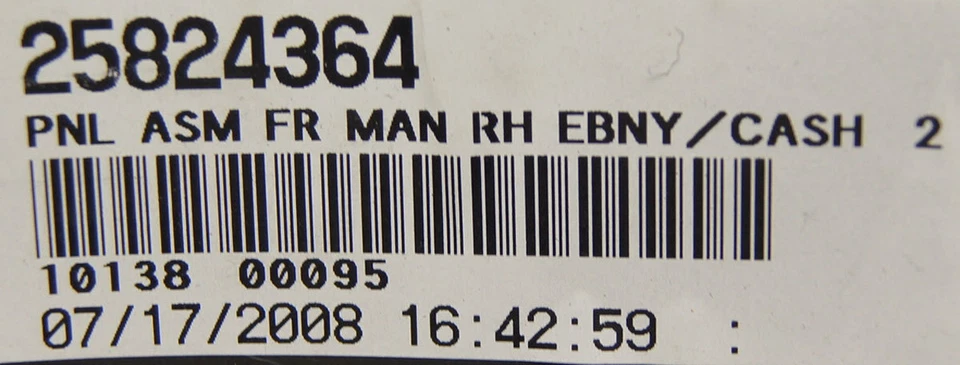 25824364
PNL ASM FR MAN RH EBNY/CASH 2
10138 00095
07/17/2008 16:42:59 :